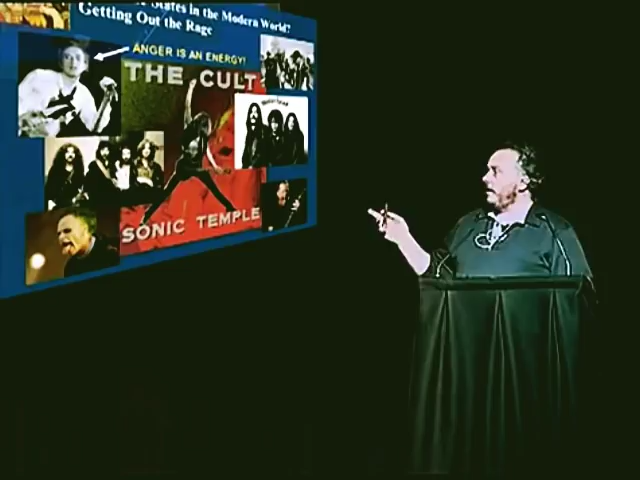 States in the Modern World?
Getting Out the Rage
ANGER IS AN ENERGY!
THE CULT
SONIC TEMPLE